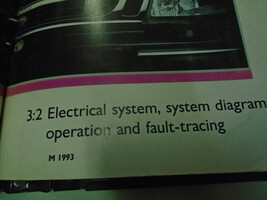 3:2 Electrical system, system diagram
operation and fault-tracing
M 1993